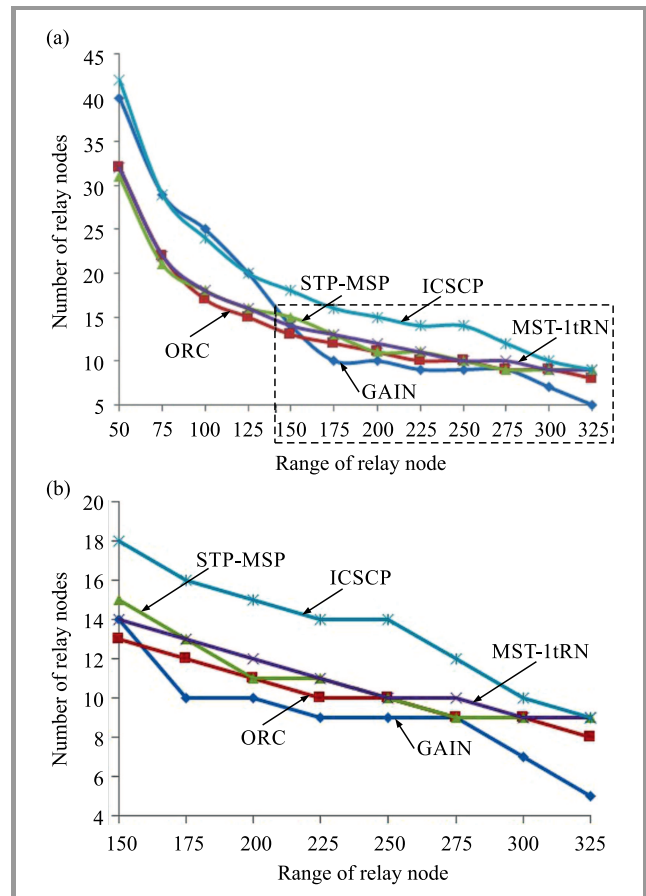 (a)
45
40
35
30
25
20
15
10
5
Number of relay nodes
STP-MSP
ICSCP
MST-1tRN
ORC
GAIN
50 75 100 125 150 175 200 225 250 275 300 325
Range of relay node
(b)
20
18
16
14
12
10
8
6
4
Number of relay nodes
STP-MSP
ICSCP
MST-1tRN
ORC
GAIN
150 175 200 225 250 275 300 325
Range of relay node